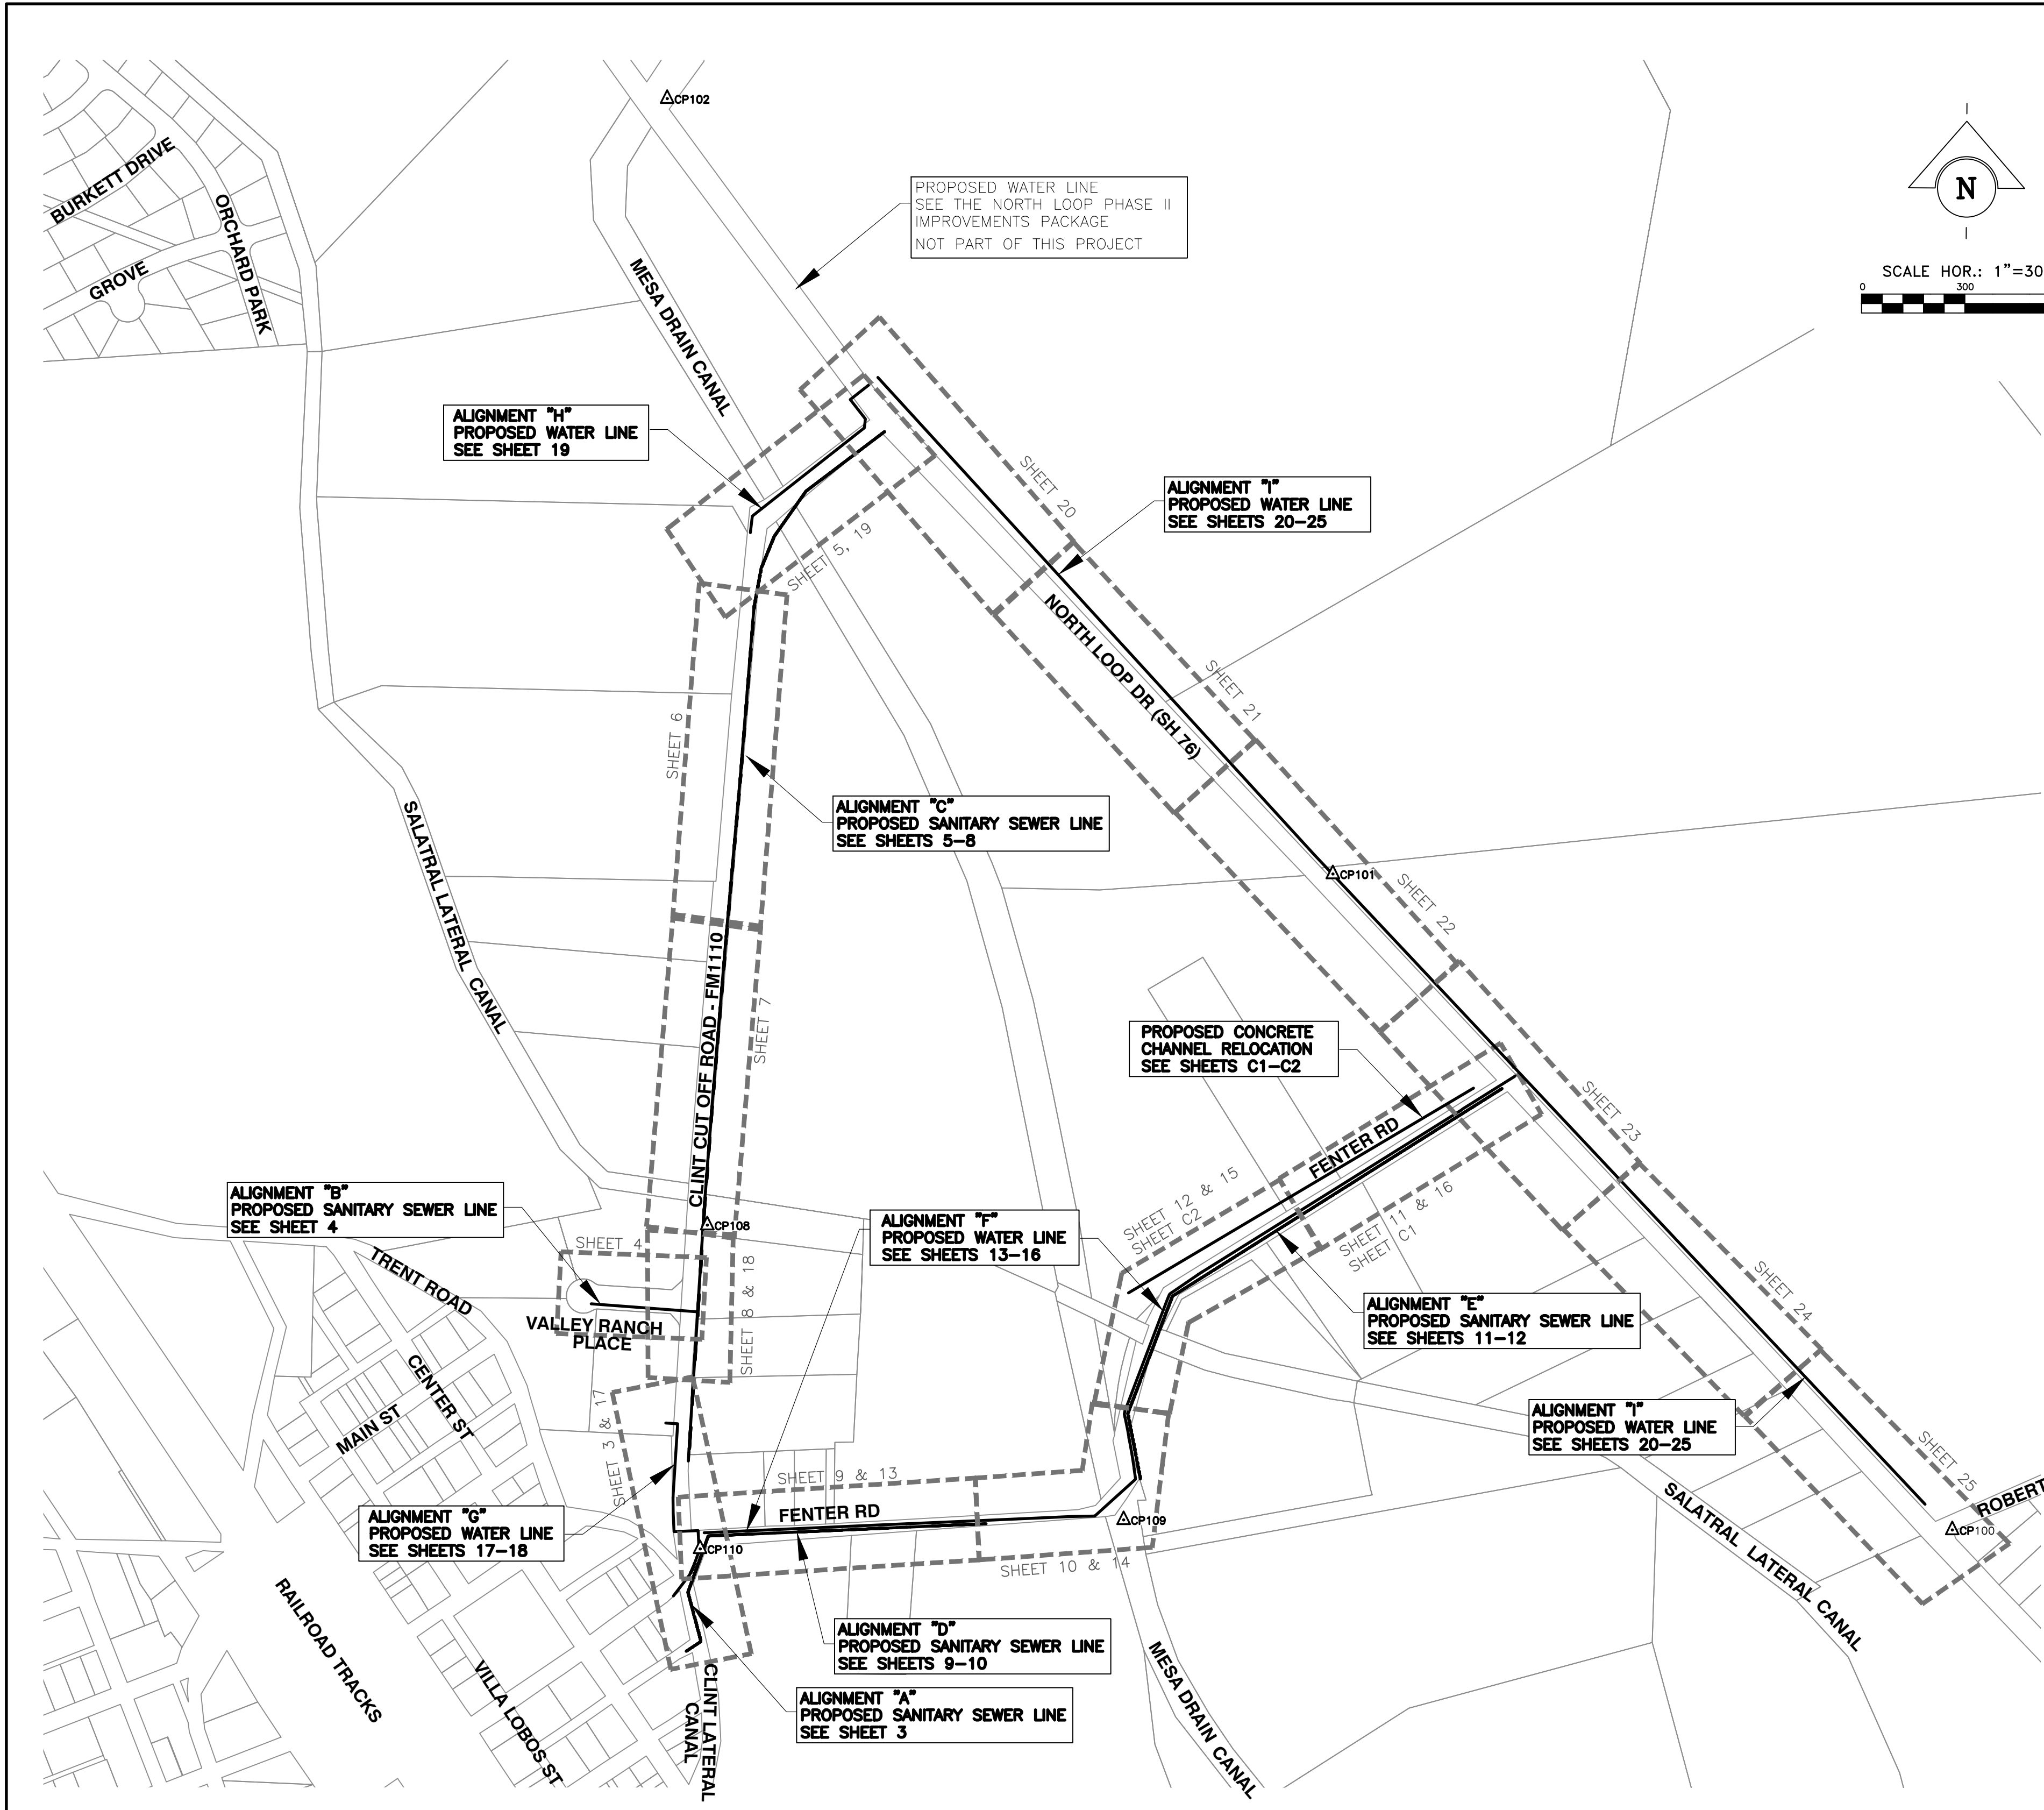 CP102
PROPOSED WATER LINE
SEE THE NORTH LOOP PHASE II
IMPROVEMENTS PACKAGE
NOT PART OF THIS PROJECT
N
SCALE HOR.: 1"=30
0 300
BURKETT DRIVE
ORCHARD PARK
GROVE
MESA DRAIN CANAL
ALIGNMENT "H"
PROPOSED WATER LINE
SEE SHEET 19
SHEET 20
ALIGNMENT "I"
PROPOSED WATER LINE
SEE SHEETS 20-25
SHEET 5, 19
NORTH LOOP DR (SH 76)
SHEET 21
SHEET 6
ALIGNMENT "C"
PROPOSED SANITARY SEWER LINE
SEE SHEETS 5-8
SALATRAL LATERAL CANAL
CP101
SHEET 22
CLINT CUT OFF ROAD - FM1110
SHEET 7
PROPOSED CONCRETE
CHANNEL RELOCATION
SEE SHEETS C1-C2
SHEET 23
FENTER RD
ALIGNMENT "B"
PROPOSED SANITARY SEWER LINE
SEE SHEET 4
CP108
SHEET 4
SHEET 8 & 18
ALIGNMENT "F"
PROPOSED WATER LINE
SEE SHEETS 13-16
SHEET 12 & 15
SHEET C2
SHEET 11 & 16
SHEET C1
SHEET 24
TRENT ROAD
VALLEY RANCH
PLACE
ALIGNMENT "E"
PROPOSED SANITARY SEWER LINE
SEE SHEETS 11-12
CENTER ST
MAIN ST
SHEET 3 & 17
ALIGNMENT "I"
PROPOSED WATER LINE
SEE SHEETS 20-25
SHEET 25
SHEET 9 & 13
FENTER RD
CP109
ROBERT
CP100
ALIGNMENT "G"
PROPOSED WATER LINE
SEE SHEETS 17-18
CP110
SHEET 10 & 14
SALATRAL LATERAL CANAL
RAILROAD TRACKS
ALIGNMENT "D"
PROPOSED SANITARY SEWER LINE
SEE SHEETS 9-10
VILLA LOBOS ST
CLINT LATERAL
CANAL
ALIGNMENT "A"
PROPOSED SANITARY SEWER LINE
SEE SHEET 3
MESA DRAIN CANAL